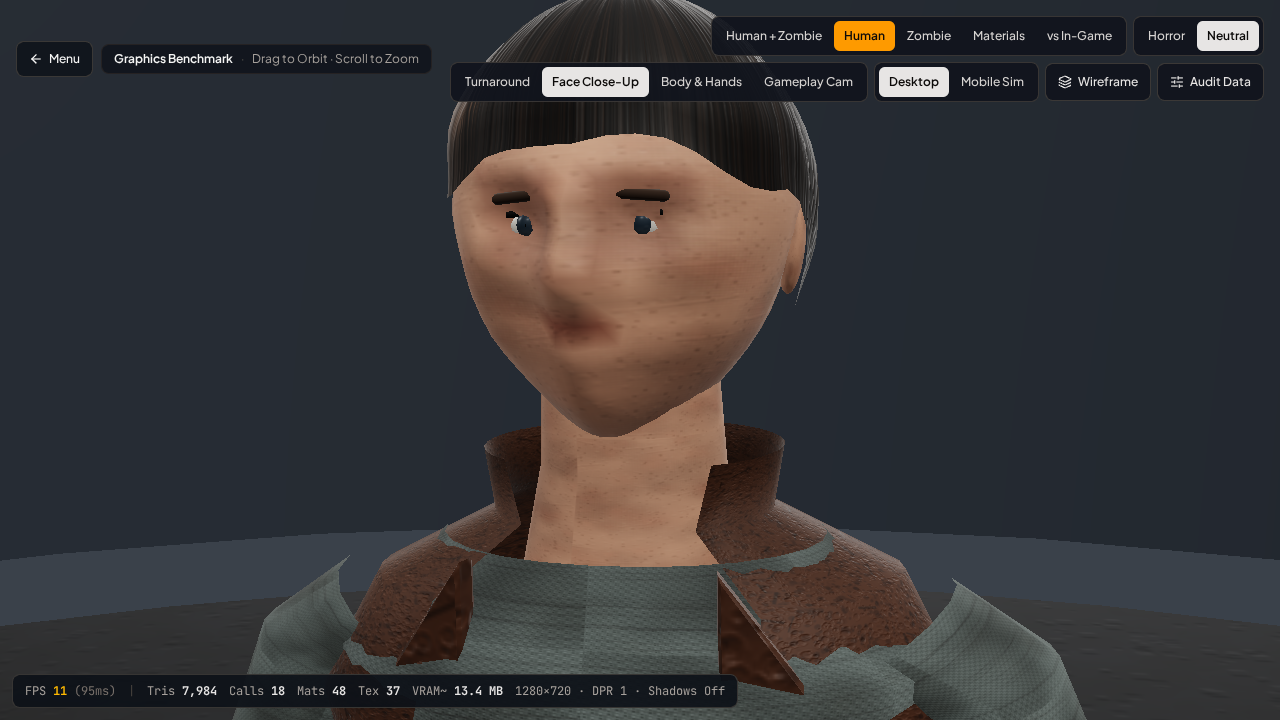 Menu
Graphics Benchmark · Drag to Orbit · Scroll to Zoom
Human + Zombie Human Zombie Materials vs In-Game
Horror Neutral
Turnaround Face Close-Up Body & Hands Gameplay Cam
Desktop Mobile Sim
Wireframe
Audit Data
FPS 11 (95ms) Tris 7,984 Calls 18 Mats 48 Tex 37 VRAM~ 13.4 MB 1280×720 · DPR 1 · Shadows Off